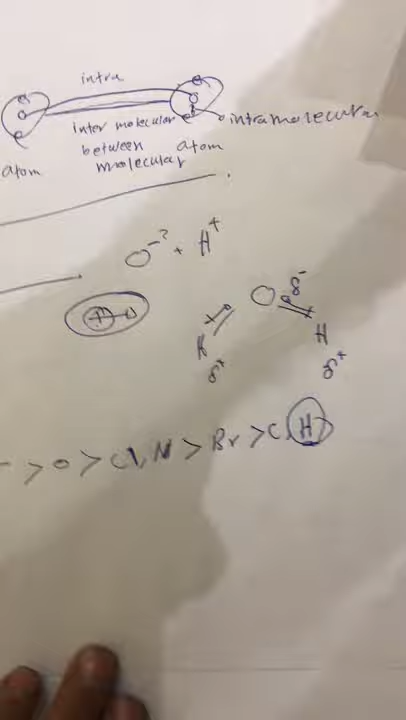 intra
inter molecular intramolecular
between atom
atom molecular
O⁻² + H⁺
O δ⁻
H H
δ⁺ δ⁺
> O > Cl, N > Br > C, H